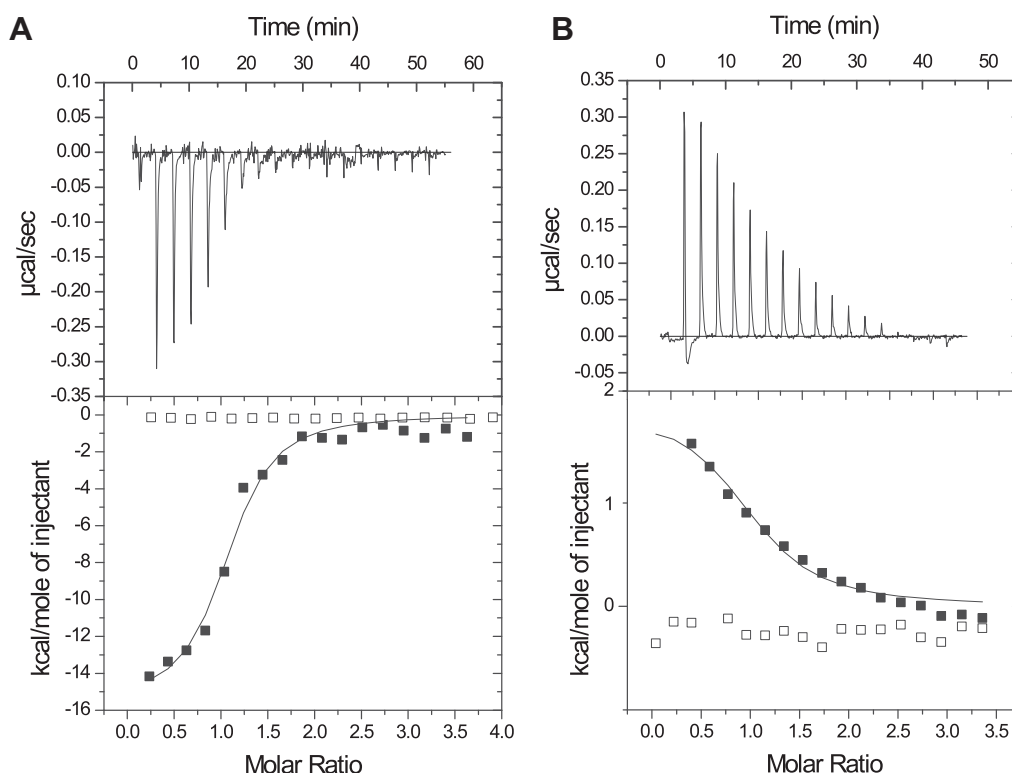 A
Time (min)
0 10 20 30 40 50 60
0.10
0.05
0.00
-0.05
-0.10
-0.15
-0.20
-0.25
-0.30
-0.35
µcal/sec
0
-2
-4
-6
-8
-10
-12
-14
-16
kcal/mole of injectant
0.0 0.5 1.0 1.5 2.0 2.5 3.0 3.5 4.0
Molar Ratio
B
Time (min)
0 10 20 30 40 50
0.35
0.30
0.25
0.20
0.15
0.10
0.05
0.00
-0.05
µcal/sec
2
1
0
kcal/mole of injectant
0.0 0.5 1.0 1.5 2.0 2.5 3.0 3.5
Molar Ratio